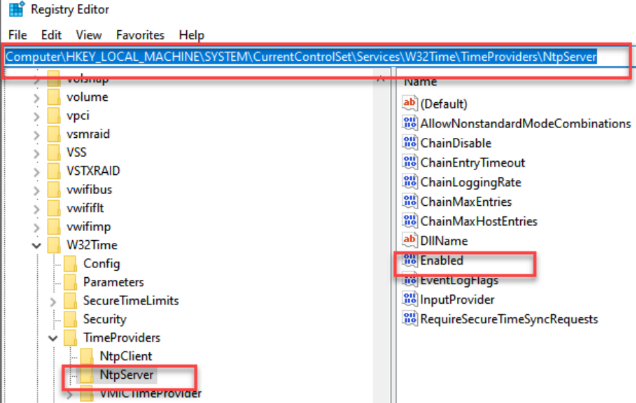 Registry Editor
File Edit View Favorites Help
Computer\HKEY_LOCAL_MACHINE\SYSTEM\CurrentControlSet\Services\W32Time\TimeProviders\NtpServer
volsnap
volume
vpci
vsmraid
VSS
VSTXRAID
vwifibus
vwififlt
vwifimp
W32Time
Config
Parameters
SecureTimeLimits
Security
TimeProviders
NtpClient
NtpServer
VMICTimeProvider
Name
(Default)
AllowNonstandardModeCombinations
ChainDisable
ChainEntryTimeout
ChainLoggingRate
ChainMaxEntries
ChainMaxHostEntries
DllName
Enabled
EventLogFlags
InputProvider
RequireSecureTimeSyncRequests